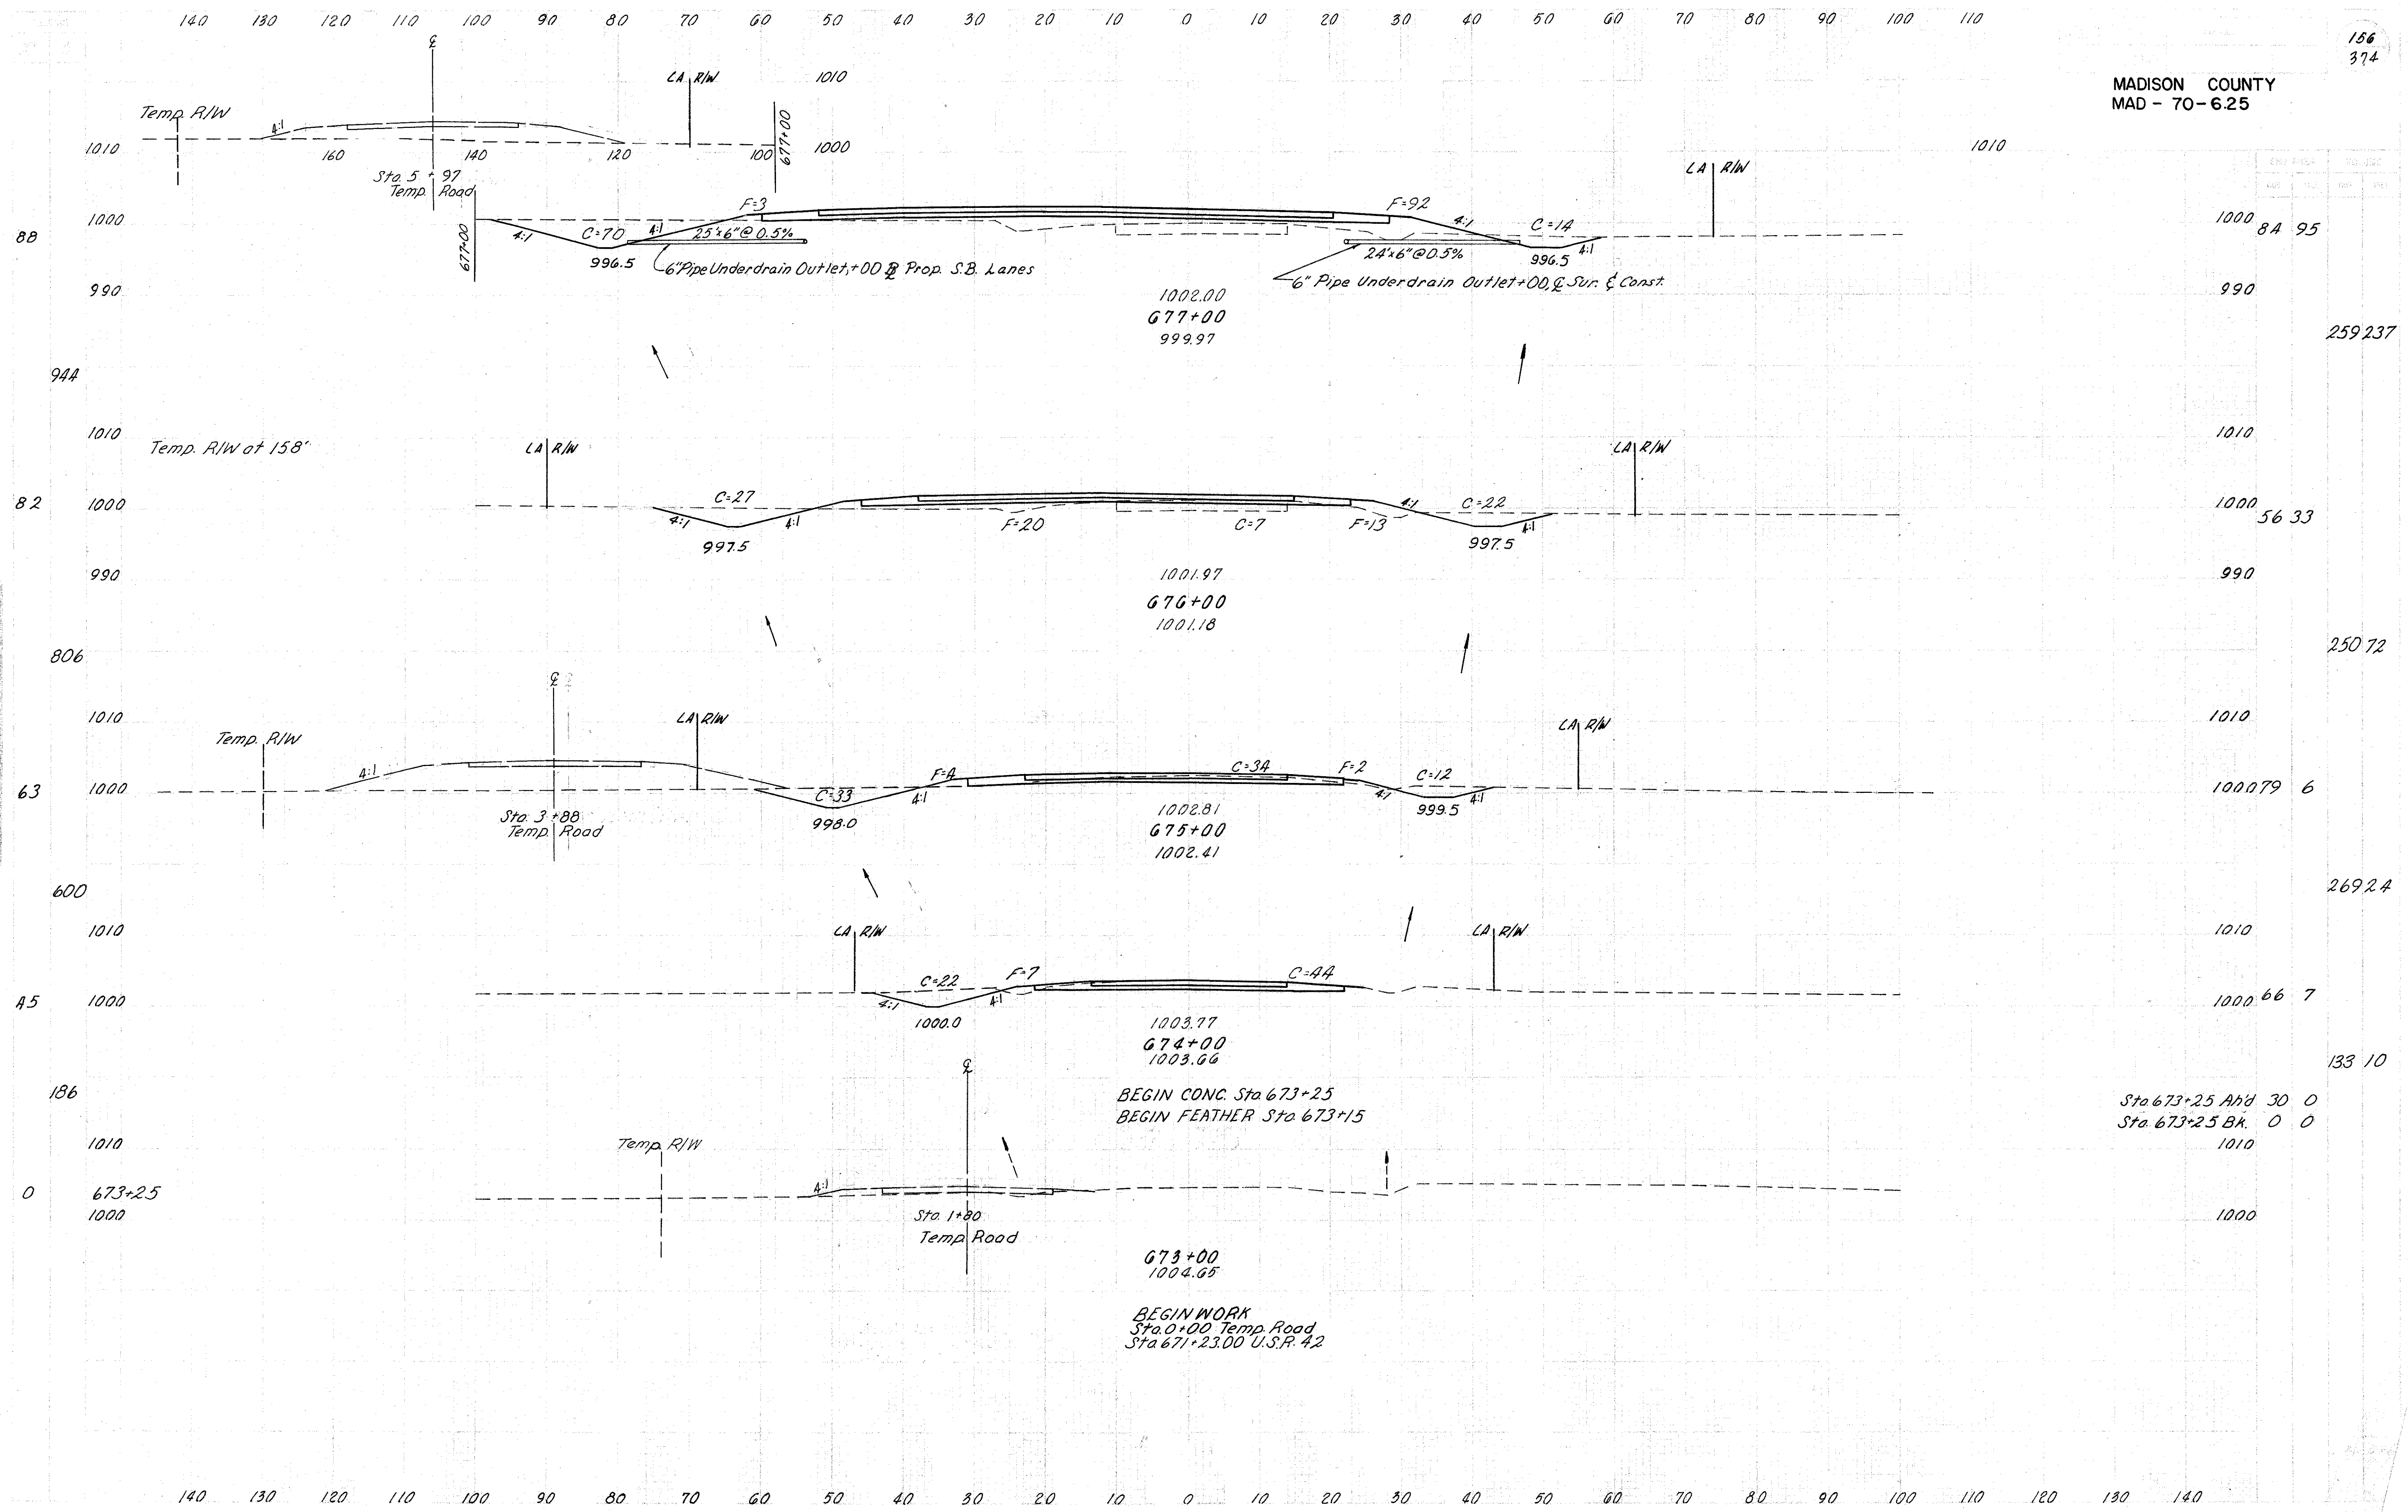 140 130 120 110 100 90 80 70 60 50 40 30 20 10 0 10 20 30 40 50 60 70 80 90 100 110
156
374
MADISON COUNTY
MAD - 70-6.25
℄
LA R/W
1010
Temp. R/W
4:1
677+00
1010
160 140 120 100
1000
1010
Sta. 5 + 97
Temp. Road
LA R/W
88
1000
677+00
4:1
C=70
4:1
F=3
25'x6"@0.5%
F=92
4:1
C=14
4:1
1000
84 95
996.5
6" Pipe Underdrain Outlet, +00 ⅊ Prop. S.B. Lanes
24'x6"@0.5%
996.5
6" Pipe Underdrain Outlet +00, ℄ Sur. & Const.
990
1002.00
677+00
999.97
990
259 237
944
1010
Temp. R/W at 158'
LA R/W
LA R/W
1010
82
1000
4:1
C=27
4:1
F=20
C=7
F=13
4:1
C=22
4:1
1000
56 33
997.5
997.5
990
1001.97
676+00
1001.18
990
806
250 72
℄
1010
LA R/W
LA R/W
1010
Temp. R/W
4:1
63
1000
C=33
4:1
F=4
C=34
F=2
4:1
C=12
4:1
1000
79 6
Sta. 3+88
Temp. Road
998.0
1002.81
675+00
1002.41
999.5
600
269 24
1010
LA R/W
LA R/W
1010
45
1000
4:1
C=22
4:1
F=7
C=44
1000
66 7
1000.0
1003.77
674+00
1003.66
133 10
℄
186
BEGIN CONC. Sta 673+25
BEGIN FEATHER Sta 673+15
Sta 673+25 Ah'd 30 0
Sta. 673+25 BK. 0 0
1010
Temp. R/W
1010
0
673+25
4:1
1000
Sta. 1+80
Temp. Road
1000
673+00
1004.65
BEGIN WORK
Sta. 0+00 Temp. Road
Sta 671+23.00 U.S.R. 42
140 130 120 110 100 90 80 70 60 50 40 30 20 10 0 10 20 30 40 50 60 70 80 90 100 110 120 130 140